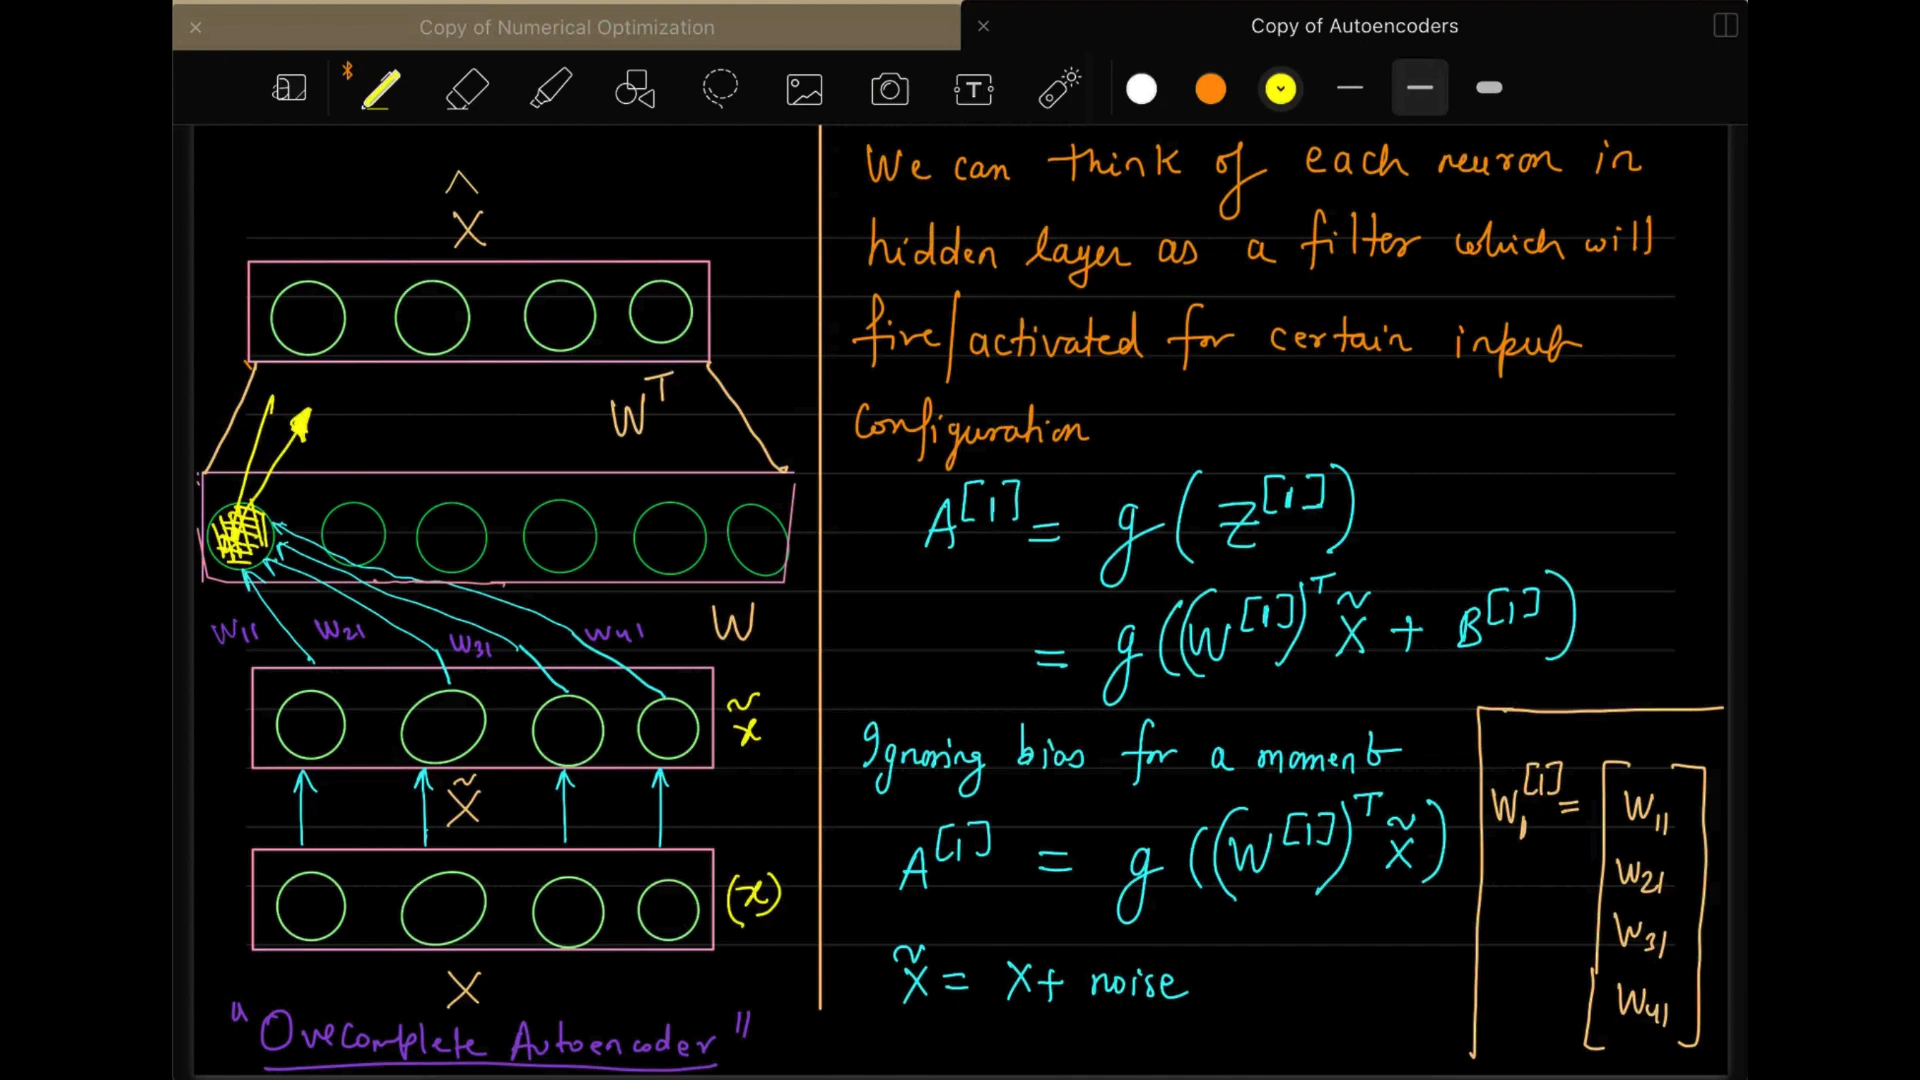 Copy of Numerical Optimization
Copy of Autoencoders
X̂
Wᵀ
W₁₁ W₂₁ W₃₁ W₄₁ W
x̃
X̃
(x)
X
"Ovecomplete Autoencoder"
We can think of each neuron in
hidden layer as a filter which will
fire/activated for certain input
Configuration
A^[1] = g(Z^[1])
= g((W^[1])ᵀ X̃ + B^[1])
Ignoring bias for a moment
A^[1] = g((W^[1])ᵀ X̃)
X̃ = X + noise
W₁^[1] = [W₁₁
W₂₁
W₃₁
W₄₁]